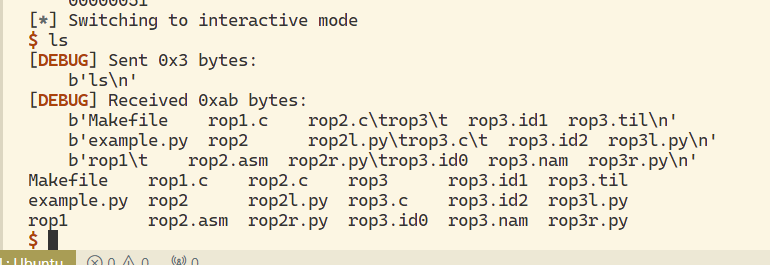 00000051
[*] Switching to interactive mode
$ ls
[DEBUG] Sent 0x3 bytes:
    b'ls\n'
[DEBUG] Received 0xab bytes:
    b'Makefile    rop1.c    rop2.c\trop3\t  rop3.id1  rop3.til\n'
    b'example.py  rop2      rop2l.py\trop3.c\t  rop3.id2  rop3l.py\n'
    b'rop1\t    rop2.asm  rop2r.py\trop3.id0  rop3.nam  rop3r.py\n'
Makefile    rop1.c    rop2.c    rop3      rop3.id1  rop3.til
example.py  rop2      rop2l.py  rop3.c    rop3.id2  rop3l.py
rop1        rop2.asm  rop2r.py  rop3.id0  rop3.nam  rop3r.py
$
: Ubuntu 0 0 0